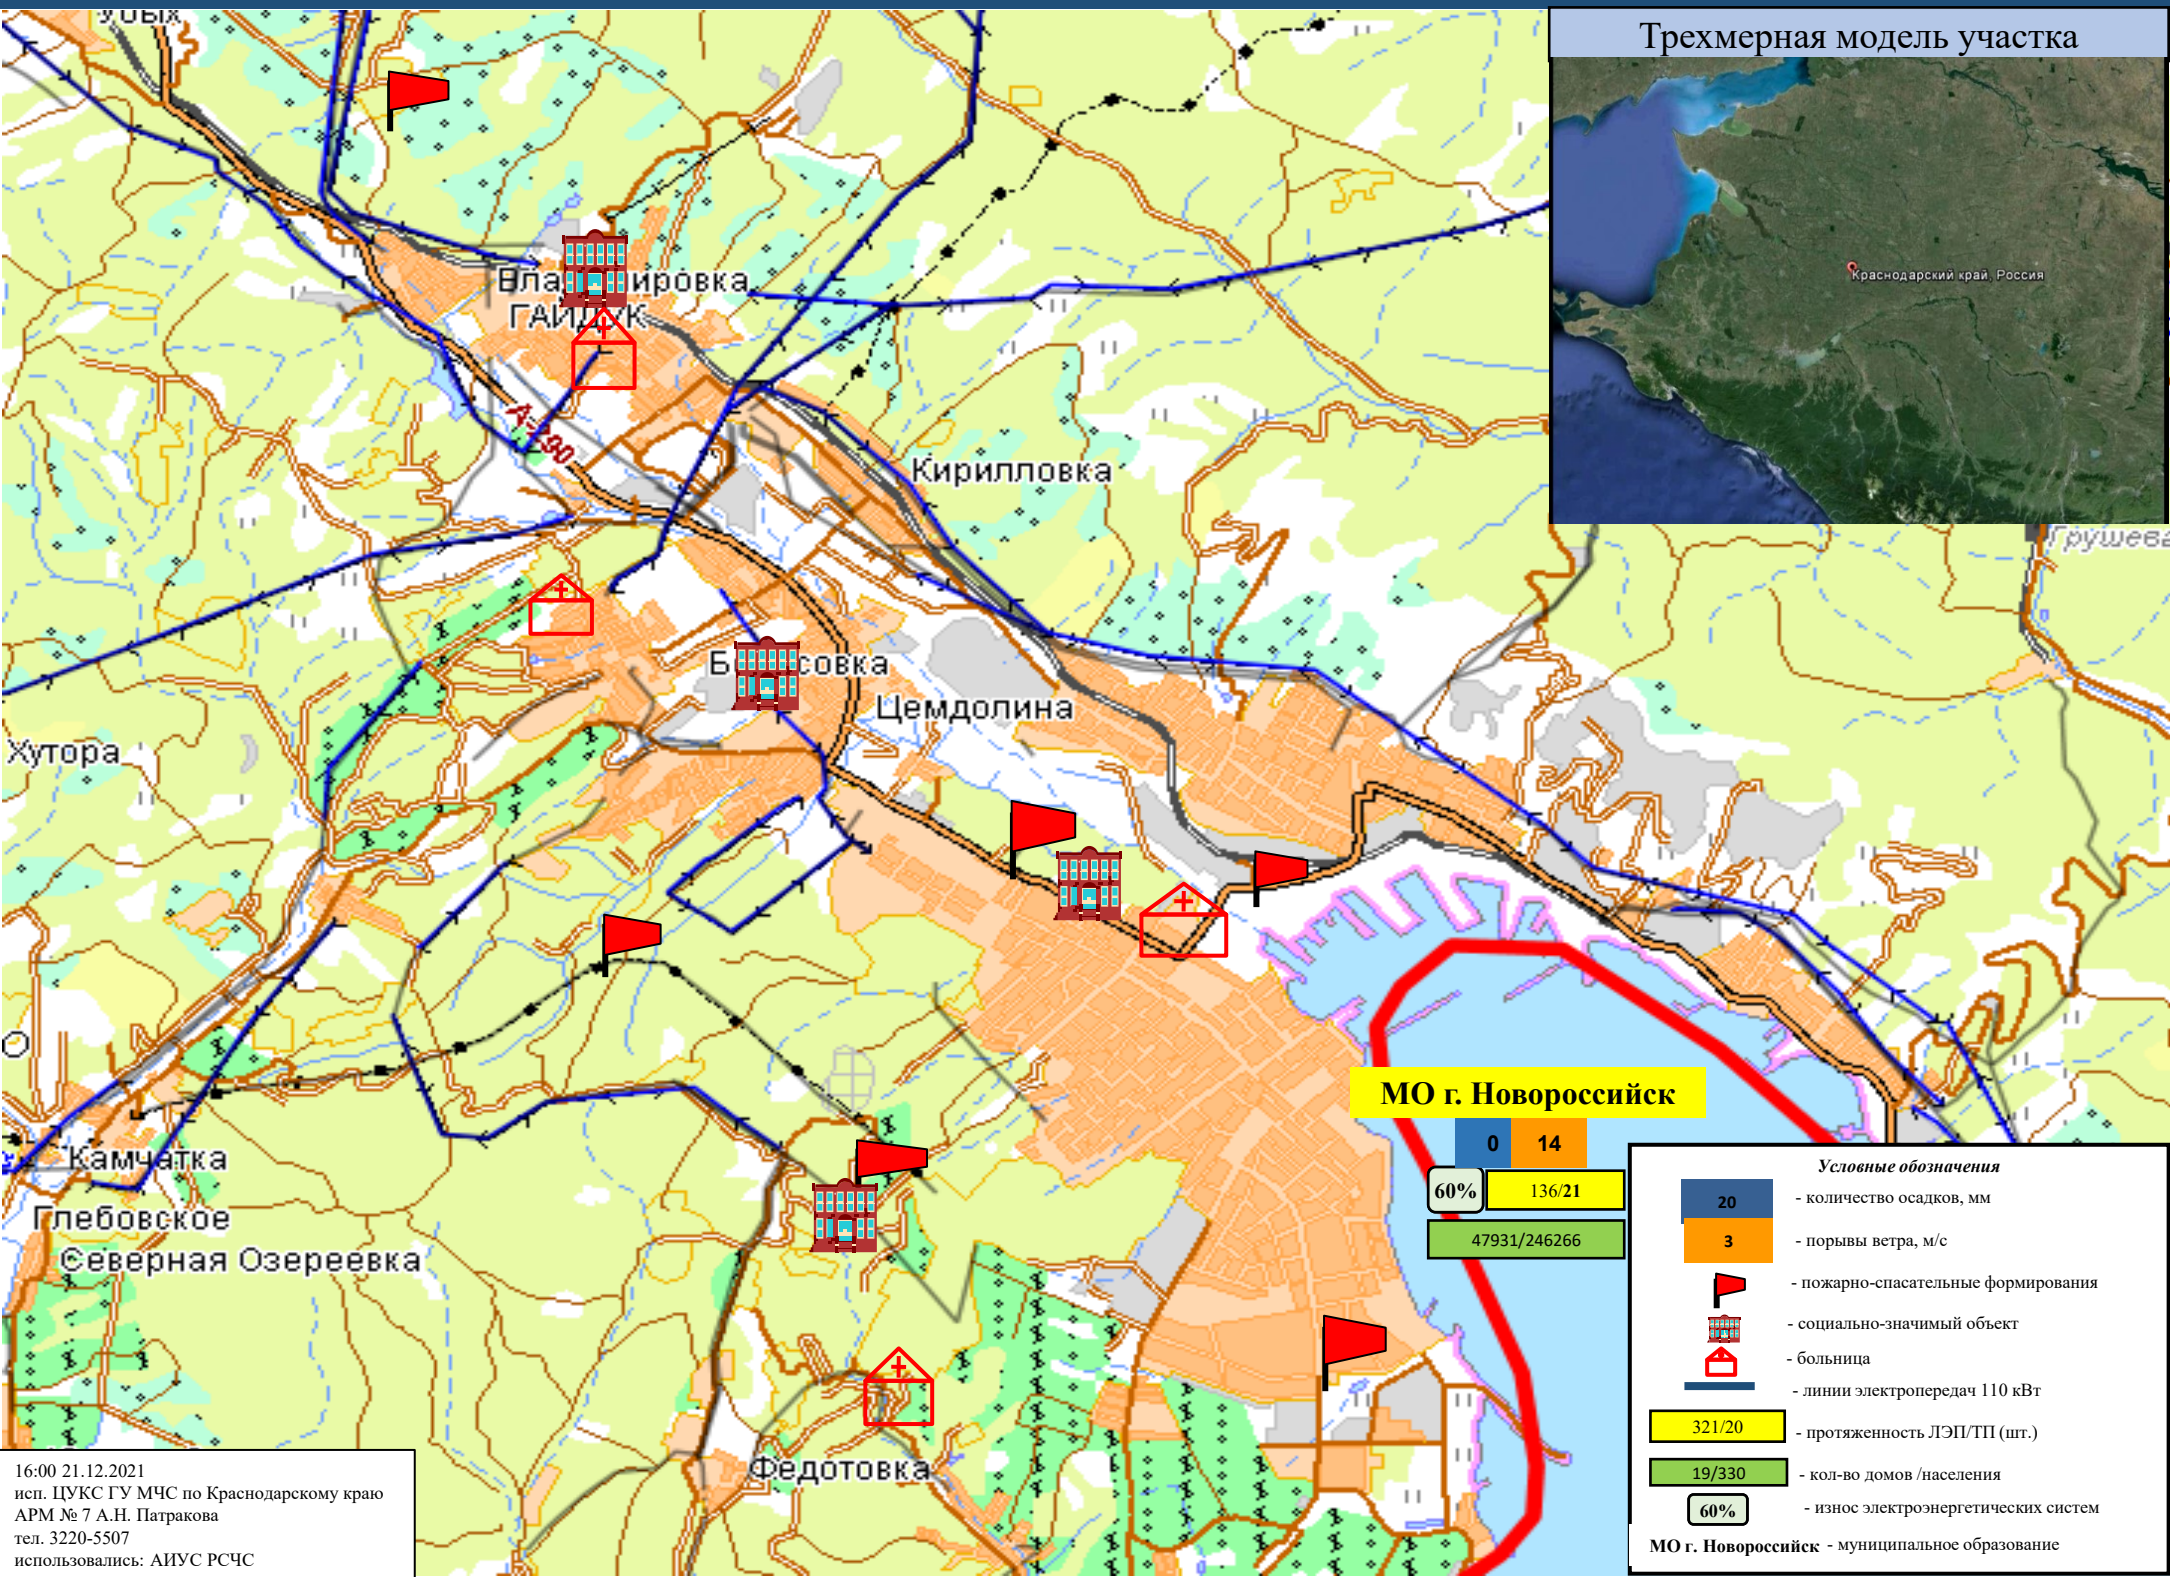 Трехмерная модель участка
Краснодарский край, Россия
ГАЙДУК
А-290
Кирилловка
Цемдолина
Хутора
Грушева
МО г. Новороссийск
0 14
60% 136/21
47931/246266
Камчатка
Глебовское
Северная Озереевка
Федотовка
Условные обозначения
20 - количество осадков, мм
3 - порывы ветра, м/с
- пожарно-спасательные формирования
- социально-значимый объект
- больница
- линии электропередач 110 кВт
321/20 - протяженность ЛЭП/ТП (шт.)
19/330 - кол-во домов /населения
60% - износ электроэнергетических систем
МО г. Новороссийск - муниципальное образование
16:00 21.12.2021
исп. ЦУКС ГУ МЧС по Краснодарскому краю
АРМ № 7 А.Н. Патракова
тел. 3220-5507
использовались: АИУС РСЧС